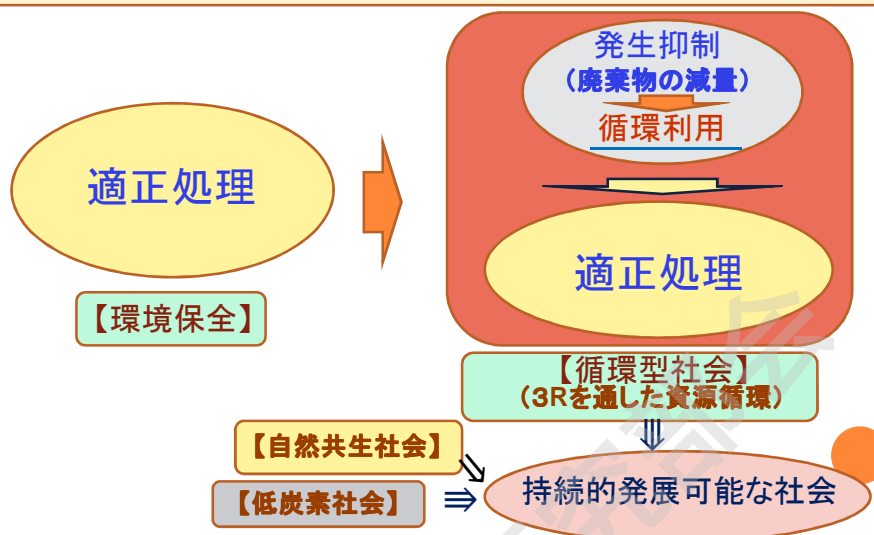 適正処理
【環境保全】
発生抑制
（廃棄物の減量）
循環利用
適正処理
【循環型社会】
（3Rを通した資源循環）
【自然共生社会】
【低炭素社会】
持続的発展可能な社会